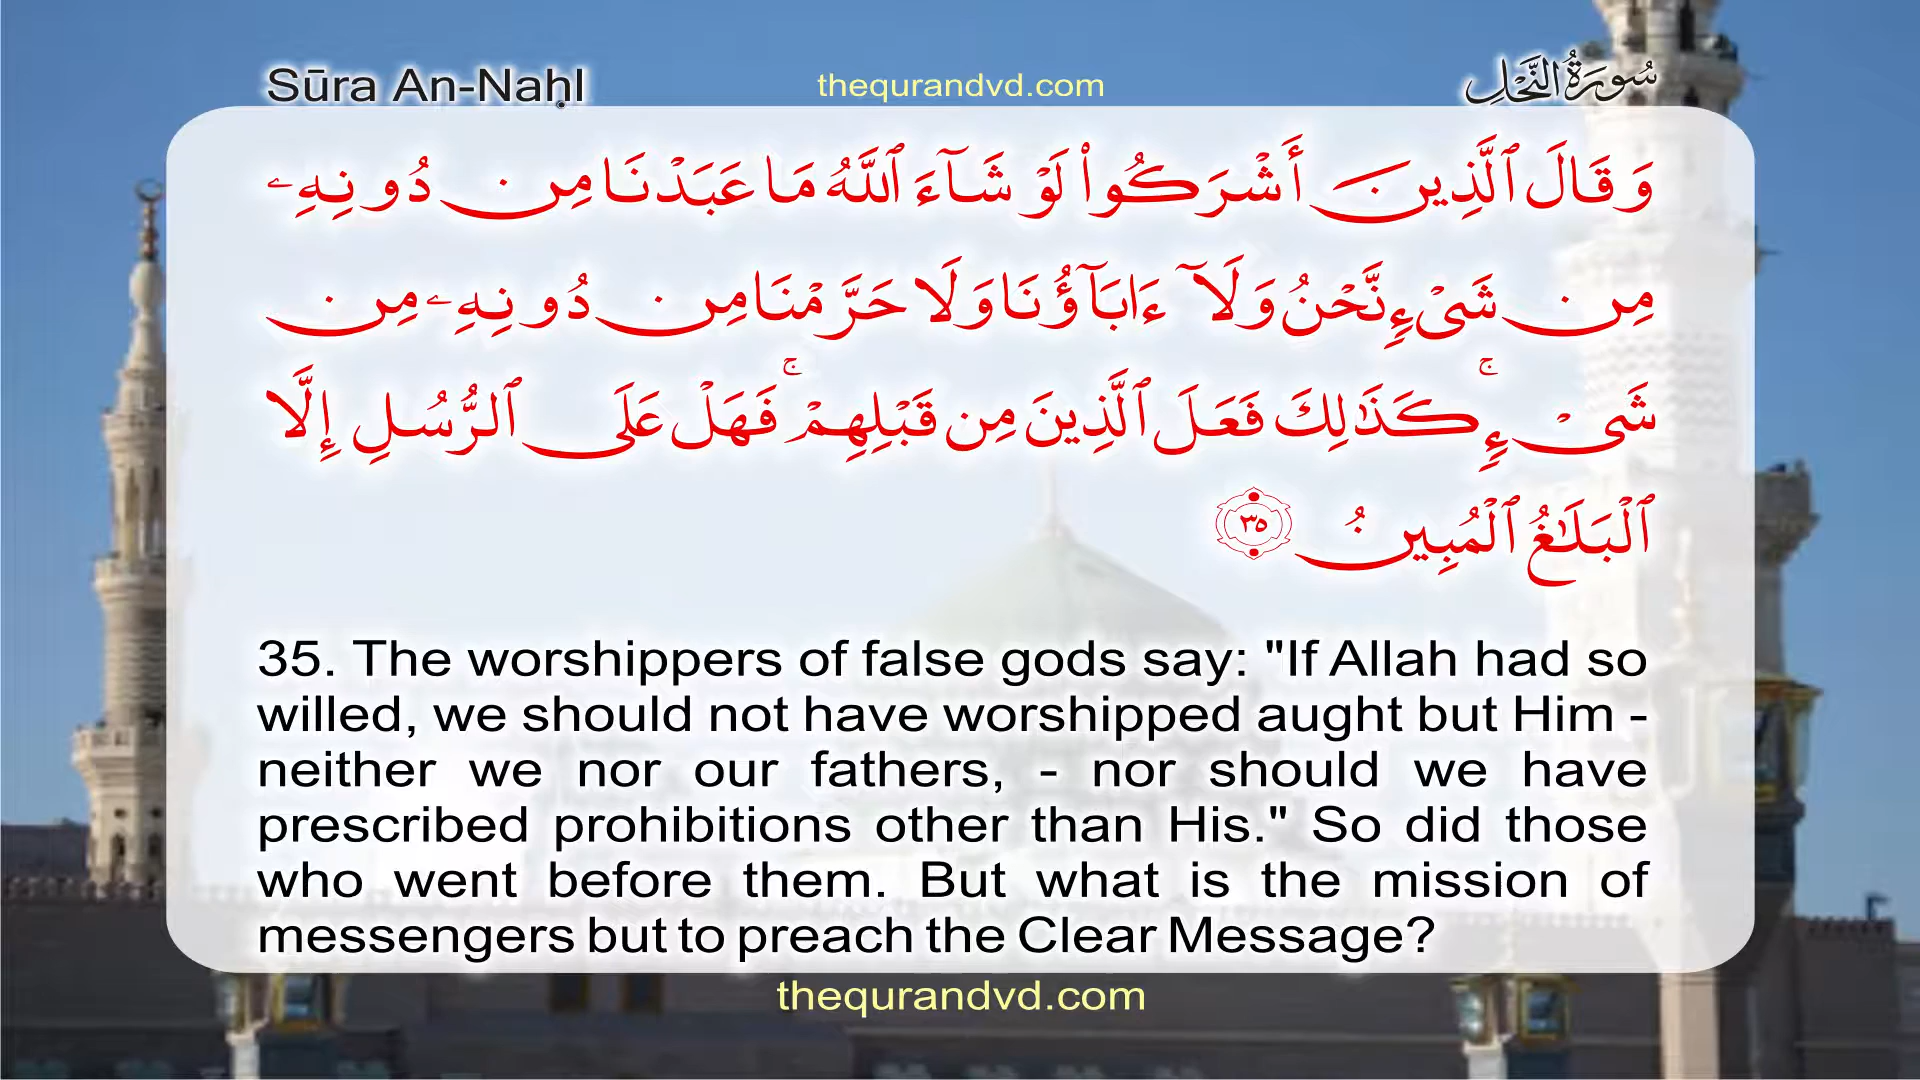 Sūra An-Naḥl
thequrandvd.com
سُورَةُ النَّحْلِ
وَقَالَ ٱلَّذِينَ أَشْرَكُوا۟ لَوْ شَآءَ ٱللَّهُ مَا عَبَدْنَا مِن دُونِهِۦ
مِن شَىْءٍ نَّحْنُ وَلَآ ءَابَآؤُنَا وَلَا حَرَّمْنَا مِن دُونِهِۦ مِن
شَىْءٍ ۚ كَذَٰلِكَ فَعَلَ ٱلَّذِينَ مِن قَبْلِهِمْ ۚ فَهَلْ عَلَى ٱلرُّسُلِ إِلَّا
ٱلْبَلَٰغُ ٱلْمُبِينُ ٣٥
35. The worshippers of false gods say: "If Allah had so
willed, we should not have worshipped aught but Him -
neither we nor our fathers, - nor should we have
prescribed prohibitions other than His." So did those
who went before them. But what is the mission of
messengers but to preach the Clear Message?
thequrandvd.com